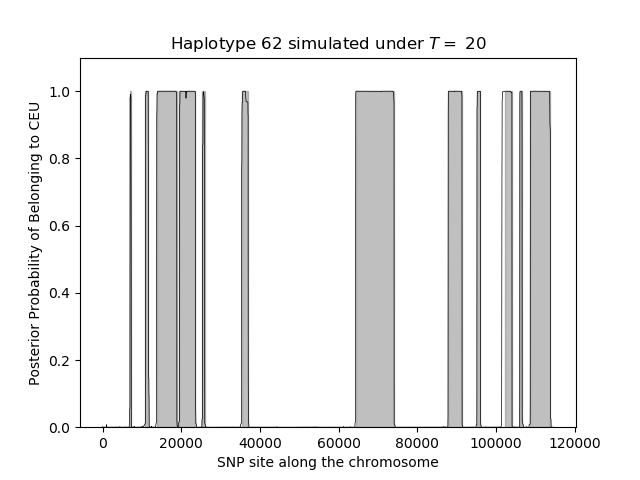 Haplotype 62 simulated under T = 20
Posterior Probability of Belonging to CEU
1.0
0.8
0.6
0.4
0.2
0.0
0 20000 40000 60000 80000 100000 120000
SNP site along the chromosome